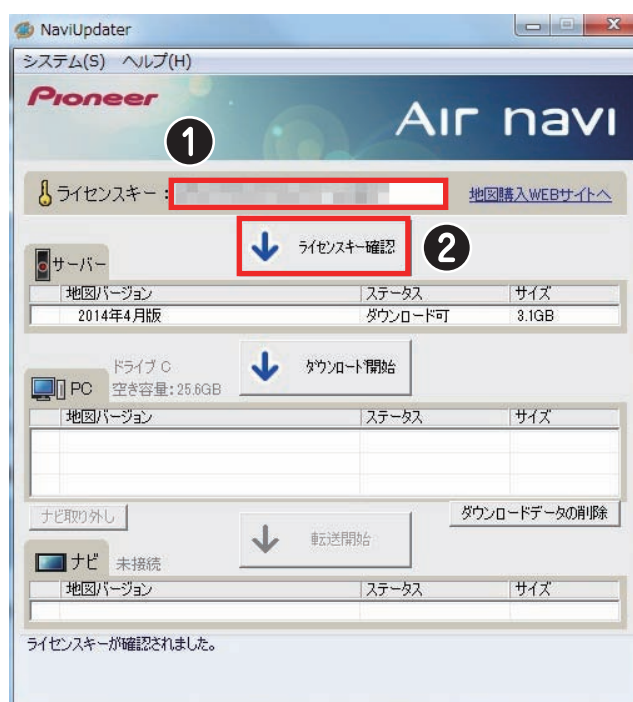 NaviUpdater
システム(S) ヘルプ(H)
Pioneer
AIR navi
1
ライセンスキー：
地図購入WEBサイトへ
ライセンスキー確認
2
サーバー
地図バージョン ステータス サイズ
2014年4月版 ダウンロード可 3.1GB
ドライブ C
ダウンロード開始
PC 空き容量：25.6GB
地図バージョン ステータス サイズ
ナビ取り外し
ダウンロードデータの削除
転送開始
ナビ 未接続
地図バージョン ステータス サイズ
ライセンスキーが確認されました。